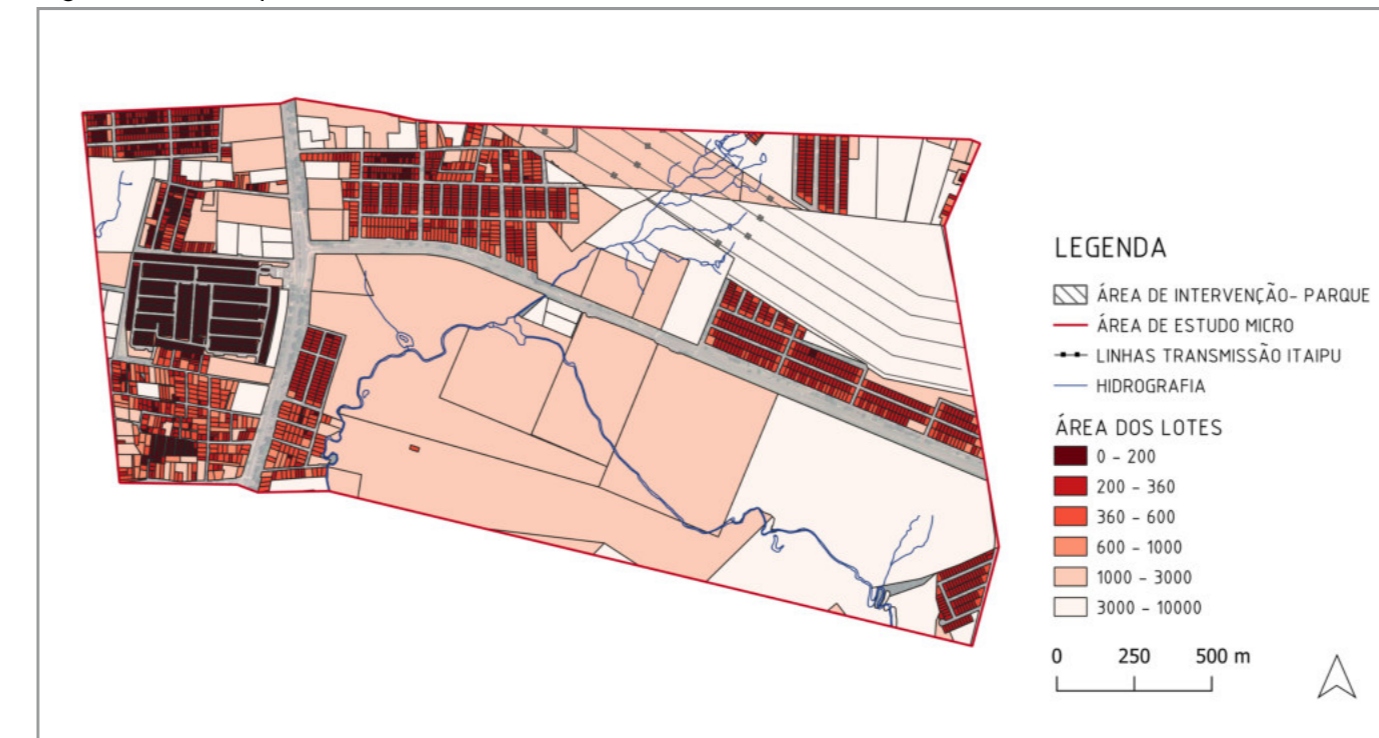 LEGENDA
ÁREA DE INTERVENÇÃO- PARQUE
ÁREA DE ESTUDO MICRO
LINHAS TRANSMISSÃO ITAIPU
HIDROGRAFIA
ÁREA DOS LOTES
0 - 200
200 - 360
360 - 600
600 - 1000
1000 - 3000
3000 - 10000
0 250 500 m